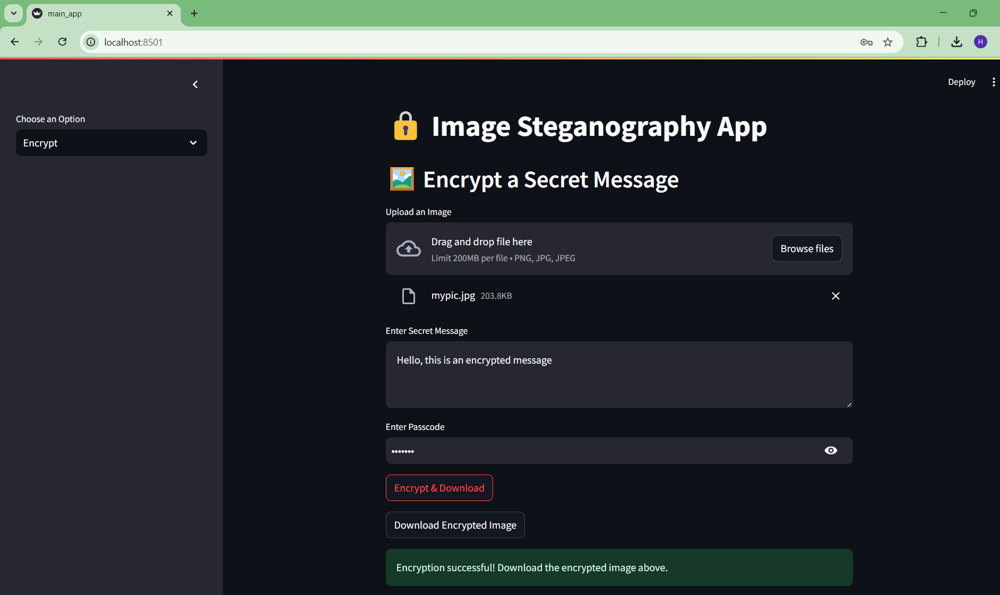 main_app
localhost:8501
H
Deploy
Choose an Option
Encrypt
Image Steganography App
Encrypt a Secret Message
Upload an Image
Drag and drop file here
Limit 200MB per file • PNG, JPG, JPEG
Browse files
mypic.jpg 203.8KB
Enter Secret Message
Hello, this is an encrypted message
Enter Passcode
•••••••
Encrypt & Download
Download Encrypted Image
Encryption successful! Download the encrypted image above.